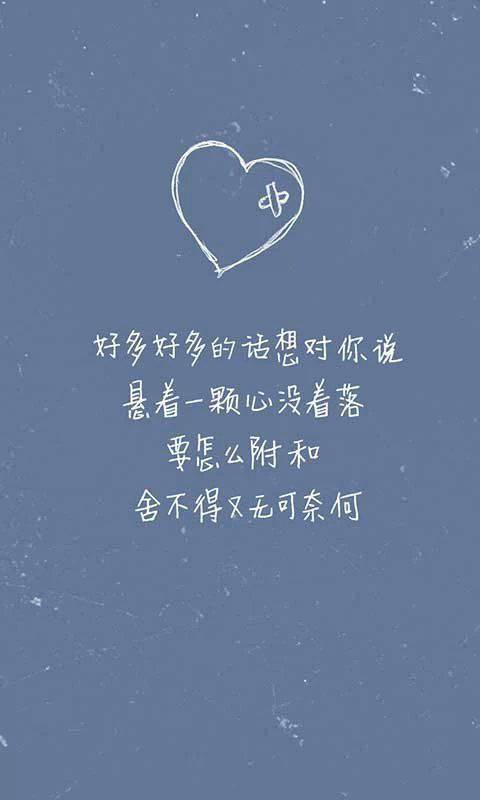 好多好多的话想对你说
悬着一颗心没着落
要怎么附和
舍不得又无可奈何